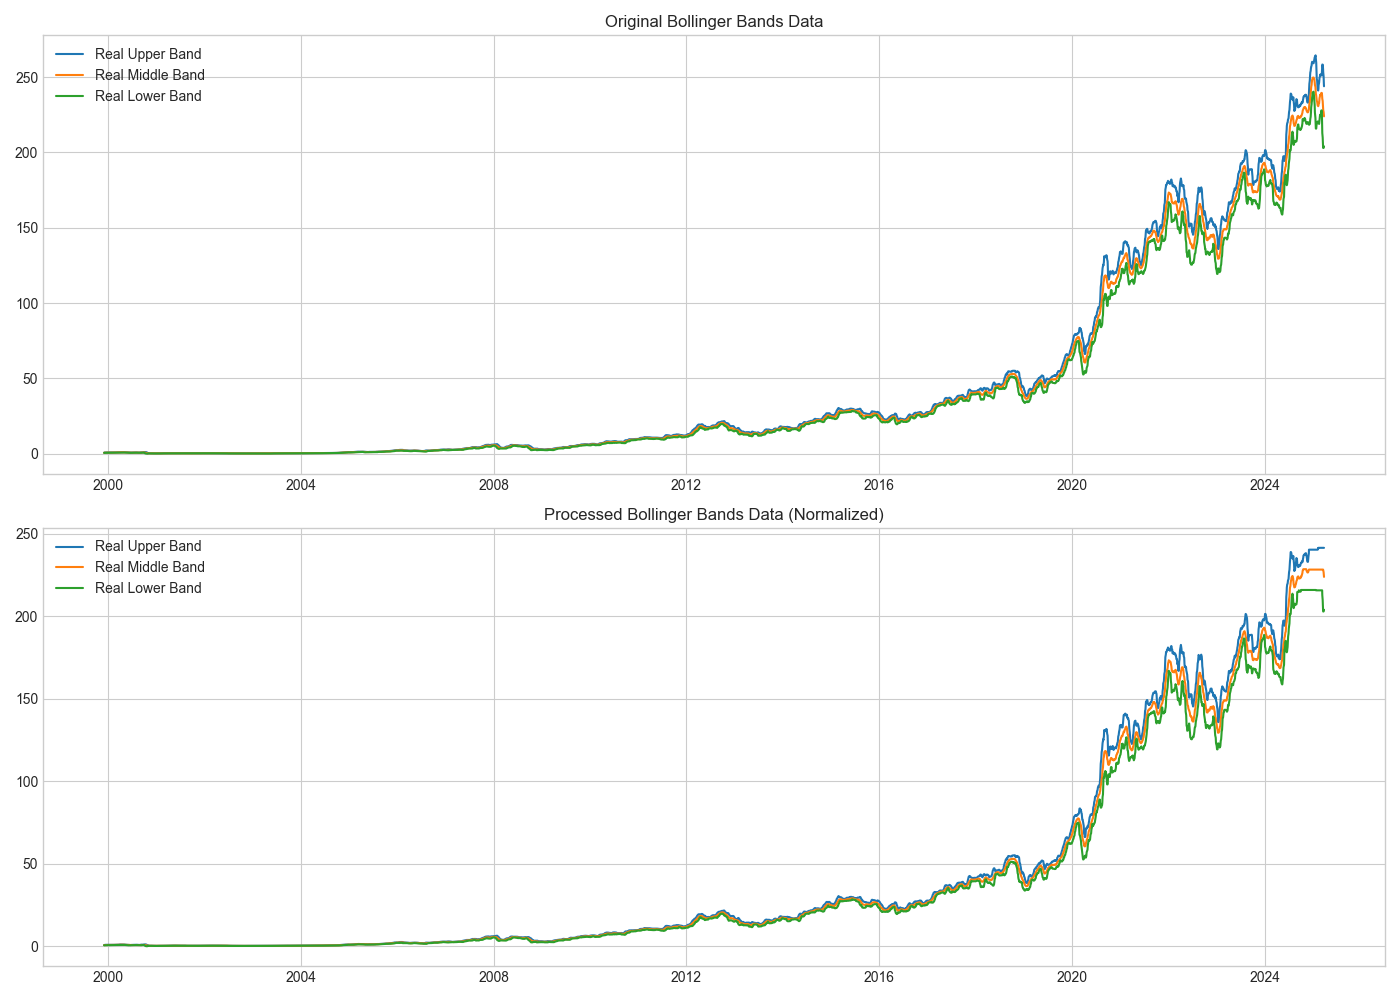 Original Bollinger Bands Data
Real Upper Band
Real Middle Band
Real Lower Band
250
200
150
100
50
0
2000 2004 2008 2012 2016 2020 2024
Processed Bollinger Bands Data (Normalized)
Real Upper Band
Real Middle Band
Real Lower Band
250
200
150
100
50
0
2000 2004 2008 2012 2016 2020 2024